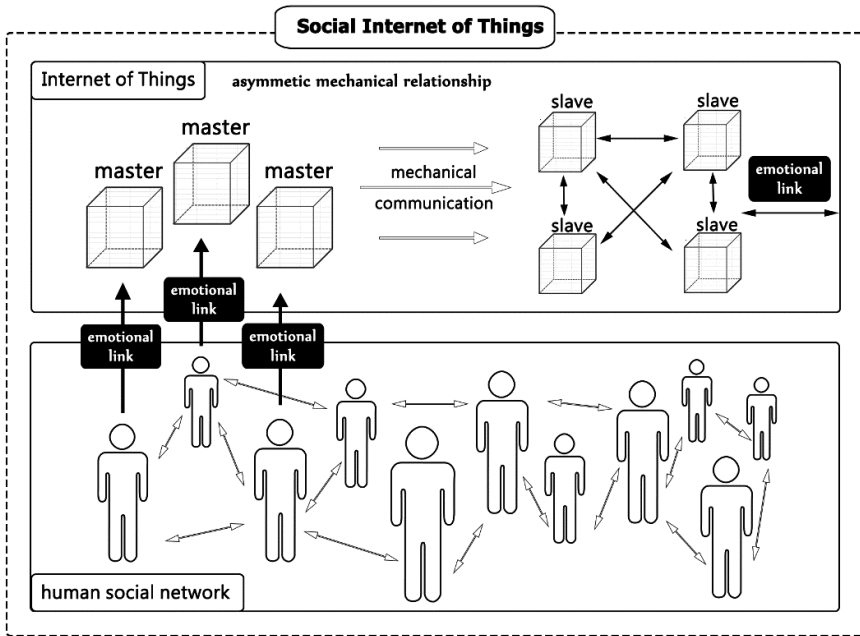 Social Internet of Things
Internet of Things
asymmetic mechanical relationship
master
master
master
mechanical
communication
slave
slave
slave
slave
emotional
link
emotional
link
emotional
link
emotional
link
human social network